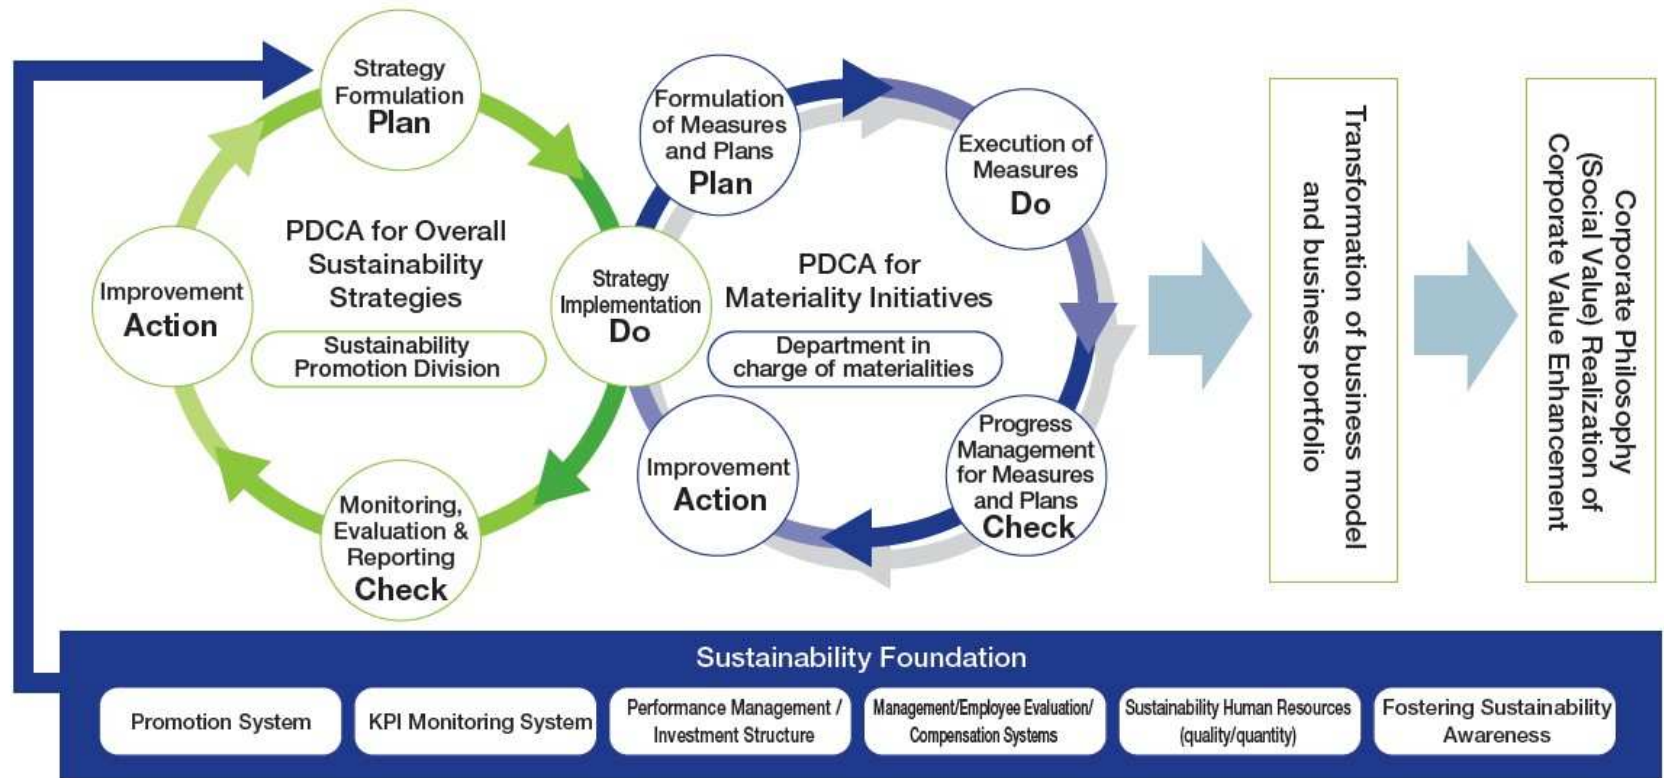 Strategy
Formulation
Plan
Improvement
Action
PDCA for Overall
Sustainability
Strategies
Sustainability
Promotion Division
Strategy
Implementation
Do
Monitoring,
Evaluation &
Reporting
Check
Formulation
of Measures
and Plans
Plan
Execution of
Measures
Do
PDCA for
Materiality Initiatives
Department in
charge of materialities
Improvement
Action
Progress
Management
for Measures
and Plans
Check
Transformation of business model
and business portfolio
Corporate Philosophy
(Social Value) Realization of
Corporate Value Enhancement
Sustainability Foundation
Promotion System
KPI Monitoring System
Performance Management /
Investment Structure
Management/Employee Evaluation/
Compensation Systems
Sustainability Human Resources
(quality/quantity)
Fostering Sustainability
Awareness